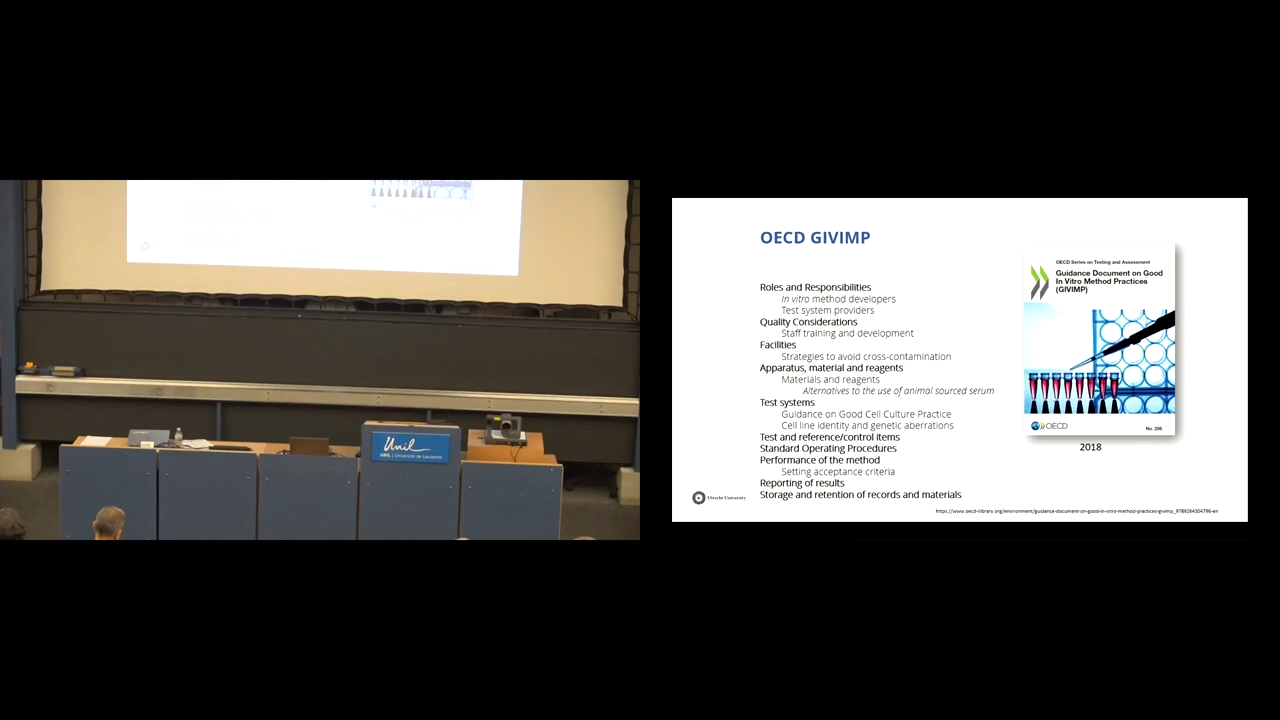 Unil
UNIL | Université de Lausanne
OECD GIVIMP
Roles and Responsibilities
In vitro method developers
Test system providers
Quality Considerations
Staff training and development
Facilities
Strategies to avoid cross-contamination
Apparatus, material and reagents
Materials and reagents
Alternatives to the use of animal sourced serum
Test systems
Guidance on Good Cell Culture Practice
Cell line identity and genetic aberrations
Test and reference/control items
Standard Operating Procedures
Performance of the method
Setting acceptance criteria
Reporting of results
Storage and retention of records and materials
OECD Series on Testing and Assessment
Guidance Document on Good
In Vitro Method Practices
(GIVIMP)
OECD
No. 286
2018
Utrecht University
https://www.oecd-ilibrary.org/environment/guidance-document-on-good-in-vitro-method-practices-givimp_9789264304796-en